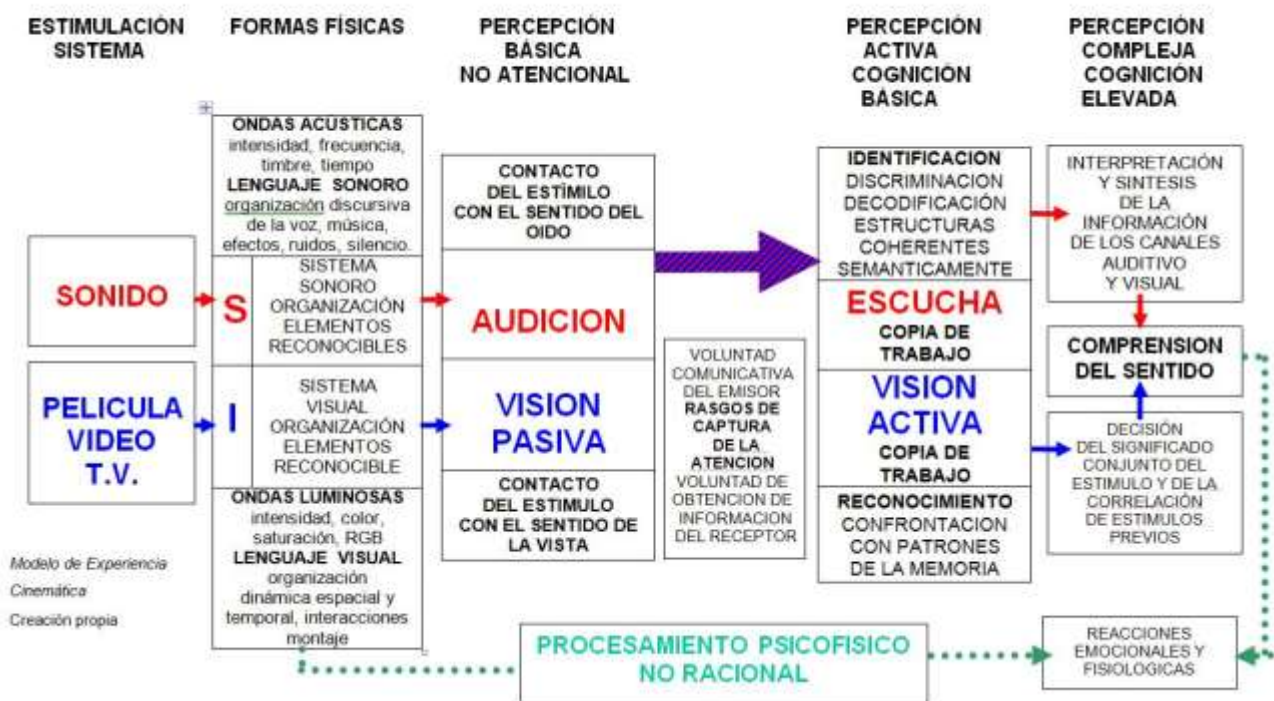 ESTIMULACIÓN
SISTEMA
FORMAS FÍSICAS
PERCEPCIÓN
BÁSICA
NO ATENCIONAL
PERCEPCIÓN
ACTIVA
COGNICIÓN
BÁSICA
PERCEPCIÓN
COMPLEJA
COGNICIÓN
ELEVADA
SONIDO
PELICULA
VIDEO
T.V.
Modelo de Experiencia
Cinemática
Creación propia
ONDAS ACUSTICAS
intensidad, frecuencia,
timbre, tiempo
LENGUAJE SONORO
organización discursiva
de la voz, música,
efectos, ruidos, silencio.
S
SISTEMA
SONORO
ORGANIZACIÓN
ELEMENTOS
RECONOCIBLES
I
SISTEMA
VISUAL
ORGANIZACIÓN
ELEMENTOS
RECONOCIBLE
ONDAS LUMINOSAS
intensidad, color,
saturación, RGB
LENGUAJE VISUAL
organización
dinámica espacial y
temporal, interacciones
montaje
CONTACTO
DEL ESTÌMILO
CON EL SENTIDO DEL
OIDO
AUDICION
VISION
PASIVA
CONTACTO
DEL ESTIMULO
CON EL SENTIDO DE
LA VISTA
VOLUNTAD
COMUNICATIVA
DEL EMISOR
RASGOS DE
CAPTURA
DE LA
ATENCION
VOLUNTAD DE
OBTENCION DE
INFORMACION
DEL RECEPTOR
IDENTIFICACION
DISCRIMINACION
DECODIFICACIÓN
ESTRUCTURAS
COHERENTES
SEMANTICAMENTE
ESCUCHA
COPIA DE
TRABAJO
VISION
ACTIVA
COPIA DE
TRABAJO
RECONOCIMIENTO
CONFRONTACION
CON PATRONES
DE LA MEMORIA
INTERPRETACIÓN
Y SINTESIS
DE LA
INFORMACIÓN
DE LOS CANALES
AUDITIVO
Y VISUAL
COMPRENSION
DEL SENTIDO
DECISIÓN
DEL SIGNIFICADO
CONJUNTO DEL
ESTIMULO Y DE LA
CORRELACIÓN
DE ESTIMULOS
PREVIOS
PROCESAMIENTO PSICOFISICO
NO RACIONAL
REACCIONES
EMOCIONALES Y
FISIOLOGICAS